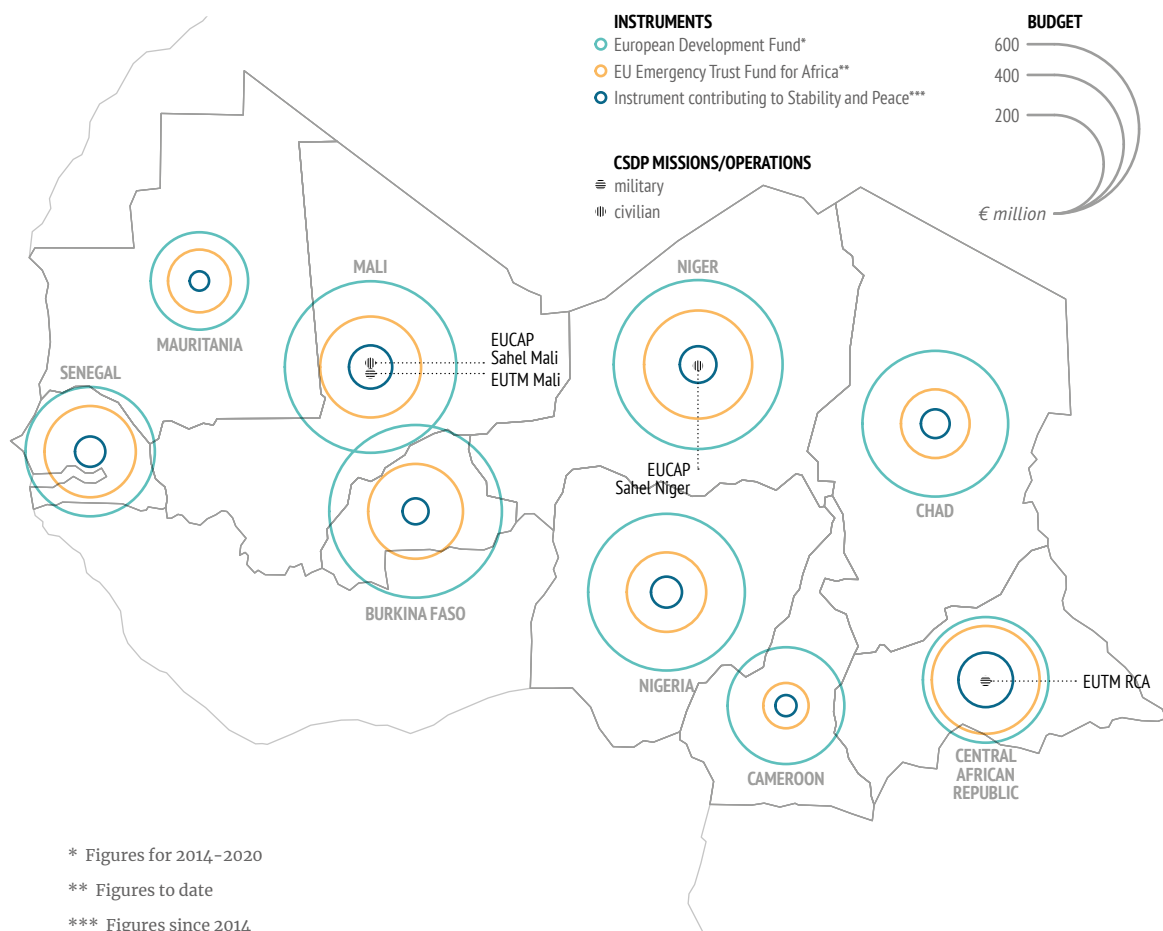 INSTRUMENTS
European Development Fund*
EU Emergency Trust Fund for Africa**
Instrument contributing to Stability and Peace***
CSDP MISSIONS/OPERATIONS
military
civilian
BUDGET
600
400
200
€ million
MAURITANIA
SENEGAL
MALI
EUCAP
Sahel Mali
EUTM Mali
BURKINA FASO
NIGER
EUCAP
Sahel Niger
NIGERIA
CHAD
CAMEROON
EUTM RCA
CENTRAL
AFRICAN
REPUBLIC
* Figures for 2014-2020
** Figures to date
*** Figures since 2014